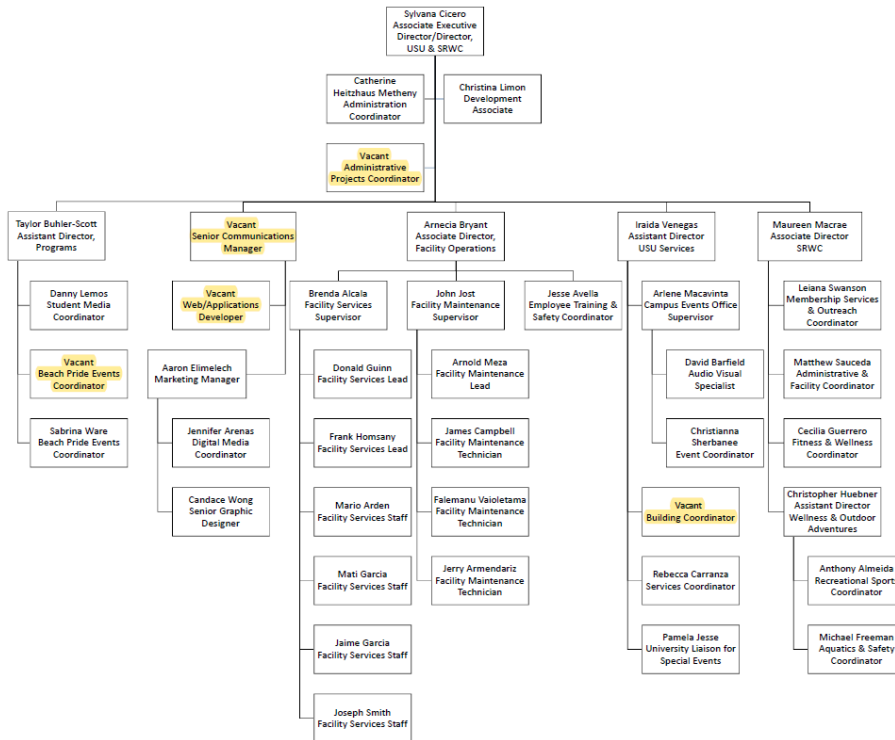 Sylvana Cicero
Associate Executive
Director/Director,
USU & SRWC
Catherine
Heitzhaus Metheny
Administration
Coordinator
Christina Limon
Development
Associate
Vacant
Administrative
Projects Coordinator
Taylor Buhler-Scott
Assistant Director,
Programs
Vacant
Senior Communications
Manager
Arnecia Bryant
Associate Director,
Facility Operations
Iraida Venegas
Assistant Director
USU Services
Maureen Macrae
Associate Director
SRWC
Danny Lemos
Student Media
Coordinator
Vacant
Beach Pride Events
Coordinator
Sabrina Ware
Beach Pride Events
Coordinator
Vacant
Web/Applications
Developer
Aaron Elimelech
Marketing Manager
Jennifer Arenas
Digital Media
Coordinator
Candace Wong
Senior Graphic
Designer
Brenda Alcala
Facility Services
Supervisor
Donald Guinn
Facility Services Lead
Frank Homsany
Facility Services Lead
Mario Arden
Facility Services Staff
Mati Garcia
Facility Services Staff
Jaime Garcia
Facility Services Staff
Joseph Smith
Facility Services Staff
John Jost
Facility Maintenance
Supervisor
Arnold Meza
Facility Maintenance
Lead
James Campbell
Facility Maintenance
Technician
Falemanu Vaioletama
Facility Maintenance
Technician
Jerry Armendariz
Facility Maintenance
Technician
Jesse Avella
Employee Training &
Safety Coordinator
Arlene Macavinta
Campus Events Office
Supervisor
David Barfield
Audio Visual
Specialist
Christianna
Sherbanee
Event Coordinator
Vacant
Building Coordinator
Rebecca Carranza
Services Coordinator
Pamela Jesse
University Liaison for
Special Events
Leiana Swanson
Membership Services
& Outreach
Coordinator
Matthew Sauceda
Administrative &
Facility Coordinator
Cecilia Guerrero
Fitness & Wellness
Coordinator
Christopher Huebner
Assistant Director
Wellness & Outdoor
Adventures
Anthony Almeida
Recreational Sports
Coordinator
Michael Freeman
Aquatics & Safety
Coordinator